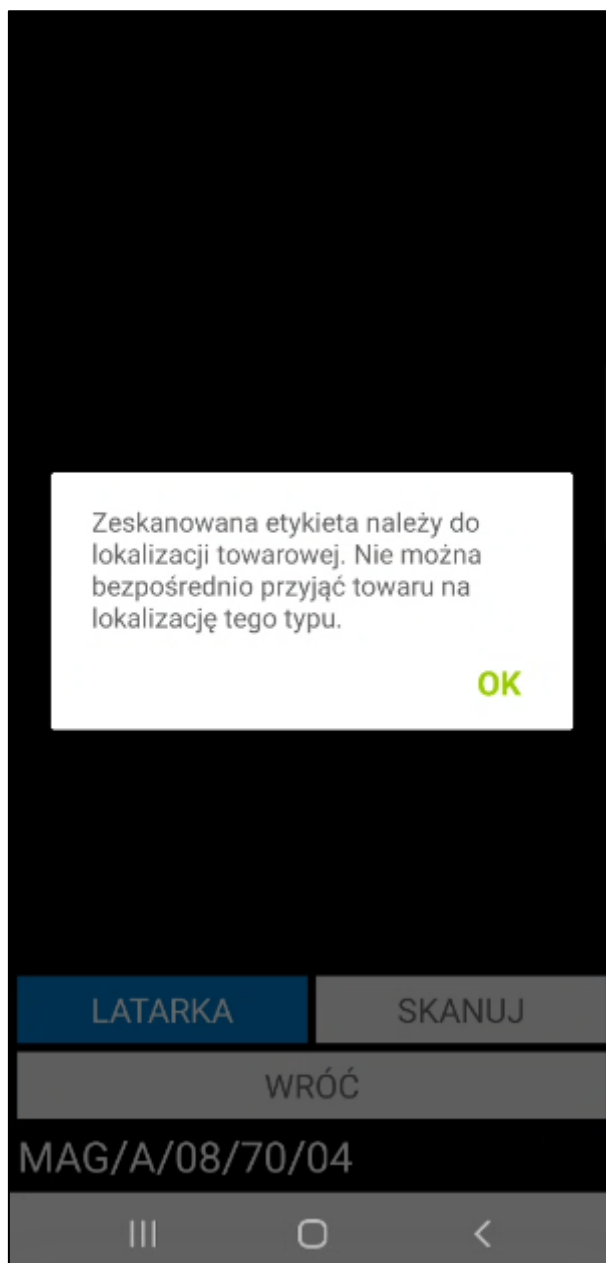 Zeskanowana etykieta należy do
lokalizacji towarowej. Nie można
bezpośrednio przyjąć towaru na
lokalizację tego typu.
OK
LATARKA SKANUJ
WRÓĆ
MAG/A/08/70/04